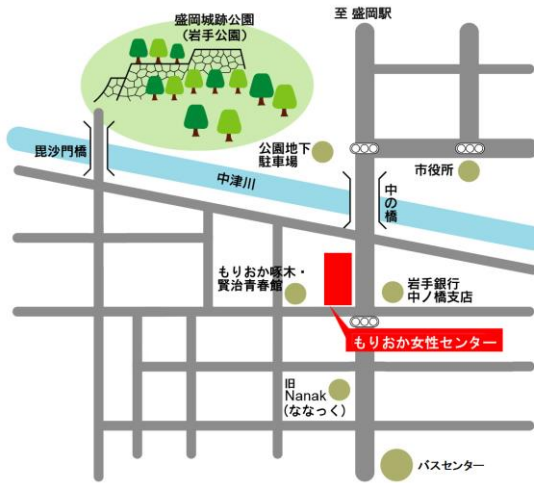 盛岡城跡公園
(岩手公園)
至 盛岡駅
毘沙門橋
公園地下
駐車場
市役所
中津川
中の橋
もりおか啄木・
賢治青春館
岩手銀行
中ノ橋支店
もりおか女性センター
旧
Nanak
(ななっく)
バスセンター